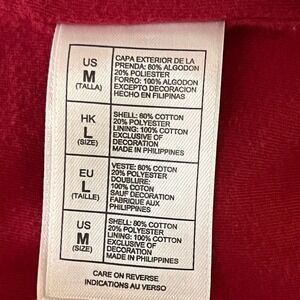 US
M
(TALLA)
CAPA EXTERIOR DE LA
PRENDA: 80% ALGODON
20% POLIESTER
FORRO: 100% ALGODON
EXCEPTO DECORACION
HECHO EN FILIPINAS
HK
L
(SIZE)
SHELL: 80% COTTON
20% POLYESTER
LINING: 100% COTTON
EXCLUSIVE OF
DECORATION
MADE IN PHILIPPINES
EU
L
(TAILLE)
VESTE: 80% COTON
20% POLYESTER
DOUBLURE:
100% COTON
SAUF DECORATION
FABRIQUE AUX
PHILIPPINES
US
M
(SIZE)
SHELL: 80% COTTON
20% POLYESTER
LINING: 100% COTTON
EXCLUSIVE OF
DECORATION
MADE IN PHILIPPINES
CARE ON REVERSE
INDICATIONS AU VERSO